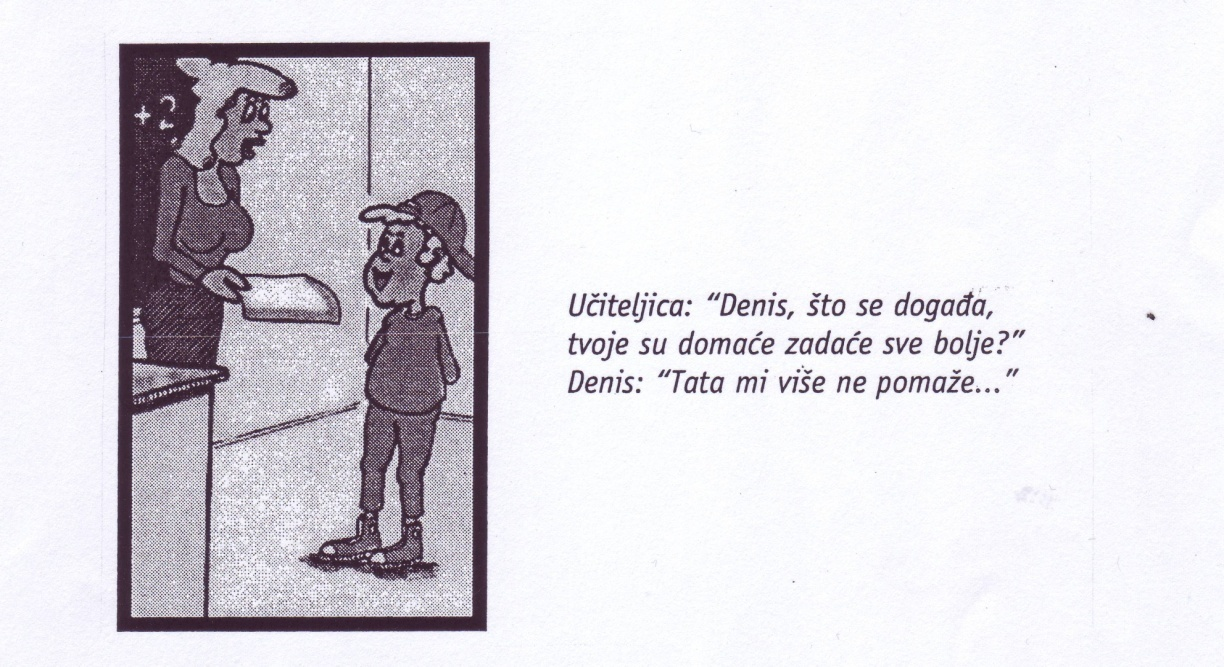 +2
Učiteljica: “Denis, što se događa,
tvoje su domaće zadaće sve bolje?”
Denis: “Tata mi više ne pomaže...”